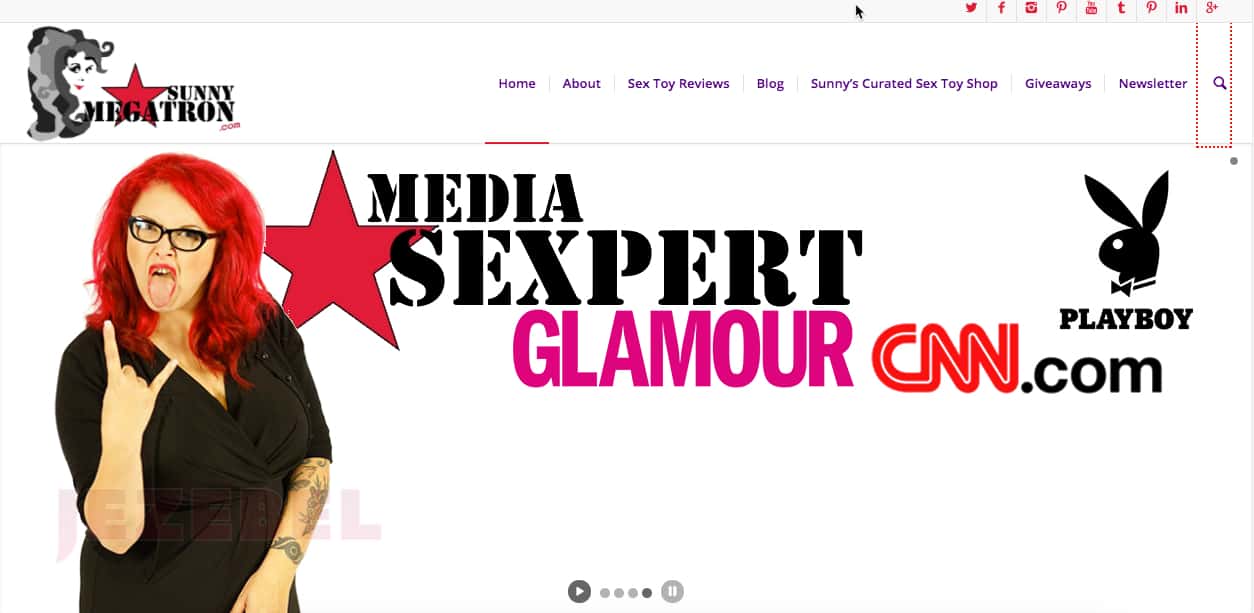 SUNNY
MEGATRON
.com
Home
About
Sex Toy Reviews
Blog
Sunny’s Curated Sex Toy Shop
Giveaways
Newsletter
MEDIA
SEXPERT
GLAMOUR
CNN.com
PLAYBOY
JEZEBEL